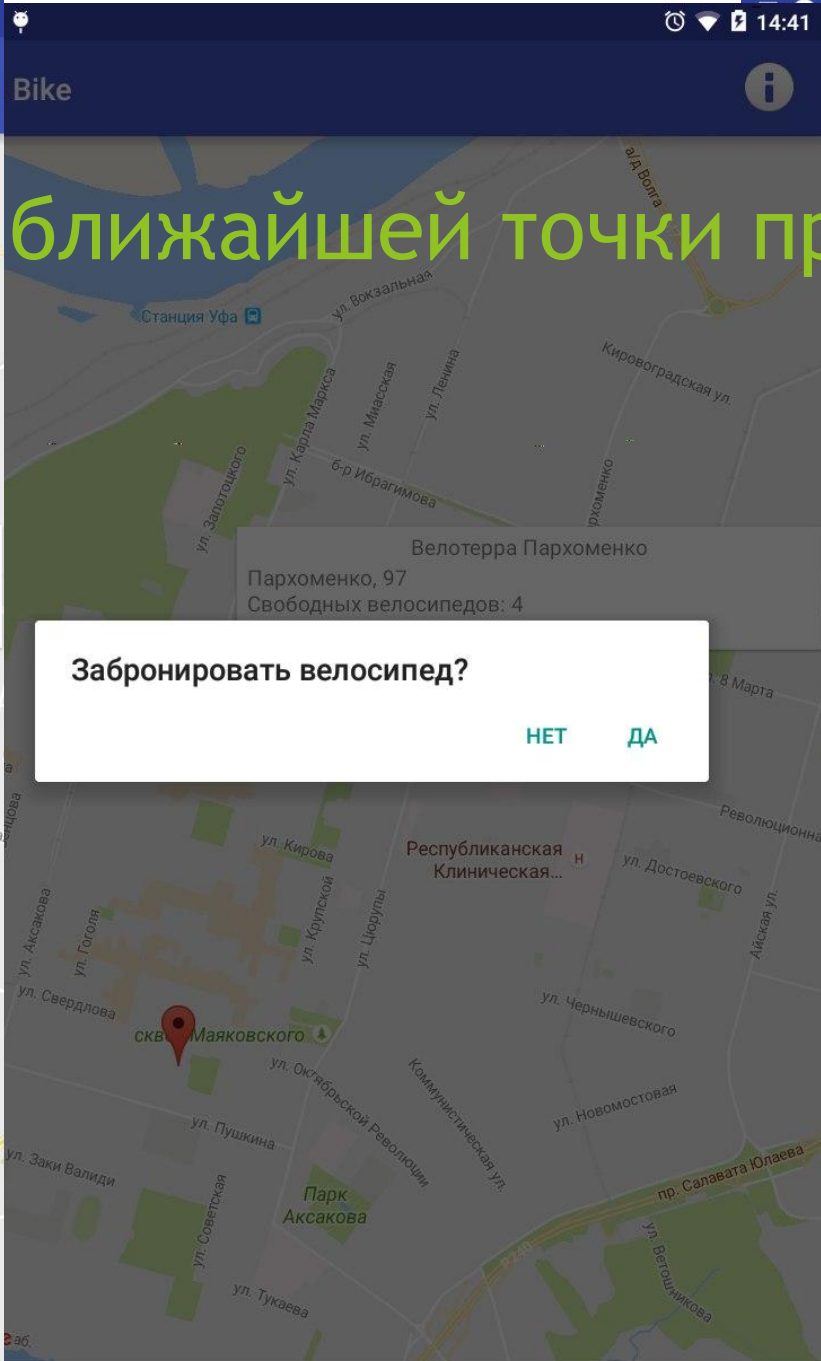 14:41
Bike
ближайшей точки пр
а/д Волга
ул. Вокзальная
Станция Уфа
Кировоградская ул.
ул. Карла Маркса
ул. Миасская
ул. Ленина
б-р Ибрагимова
ул. Запотоцкого
Велотерра Пархоменко
Пархоменко, 97
Свободных велосипедов: 4
Забронировать велосипед?
НЕТ ДА
8 Марта
Революционна
ул. Кирова
Республиканская
Клиническая...
Н
ул. Достоевского
ул. Аксакова
ул. Гоголя
ул. Крупской
ул. Цюрупы
Айская ул.
ул. Свердлова
ул. Чернышевского
скв Маяковского
ул. Октябрьской Революции
Коммунистическая ул.
ул. Новомостовая
ул. Пушкина
ул. Заки Валиди
пр. Салавата Юлаева
Парк
Аксакова
ул. Советская
Р-240
ул. Ветошникова
ул. Тукаева